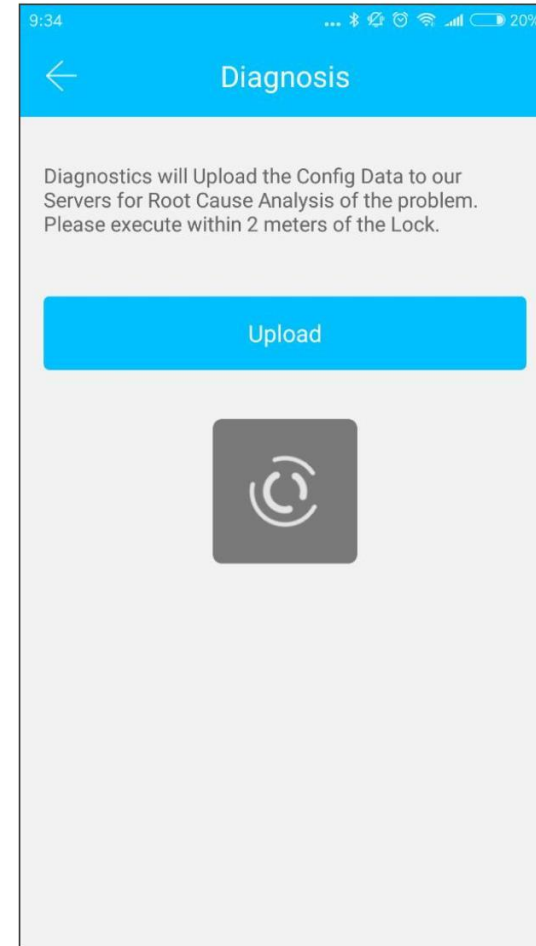 9:34 ... 20%
Diagnosis
Diagnostics will Upload the Config Data to our
Servers for Root Cause Analysis of the problem.
Please execute within 2 meters of the Lock.
Upload